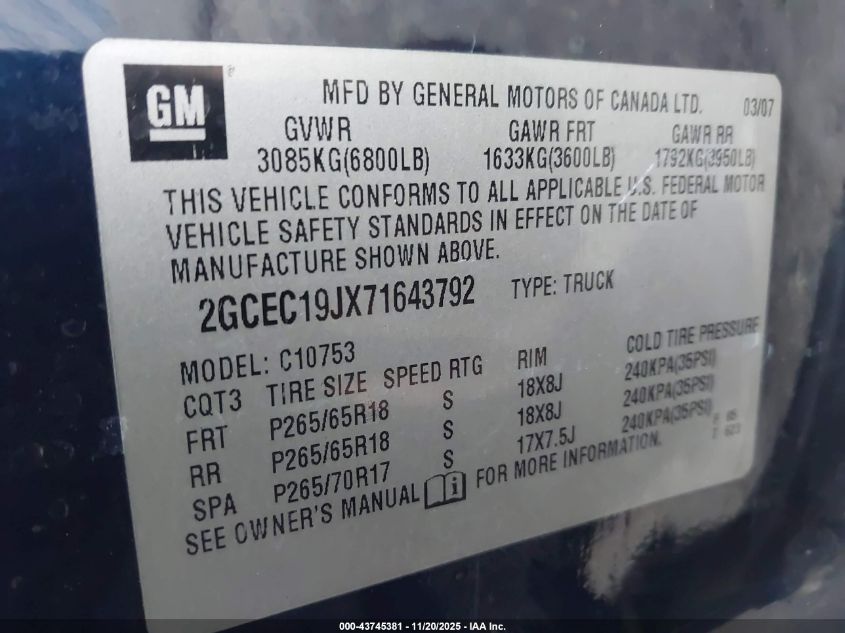 GM
MFD BY GENERAL MOTORS OF CANADA LTD. 03/07
GVWR GAWR FRT GAWR RR
3085KG(6800LB) 1633KG(3600LB) 1792KG(3950LB)
THIS VEHICLE CONFORMS TO ALL APPLICABLE U.S. FEDERAL MOTOR
VEHICLE SAFETY STANDARDS IN EFFECT ON THE DATE OF
MANUFACTURE SHOWN ABOVE.
2GCEC19JX71643792 TYPE: TRUCK
MODEL: C10753
CQT3 TIRE SIZE SPEED RTG RIM COLD TIRE PRESSURE
FRT P265/65R18 S 18X8J 240KPA(35PSI)
RR P265/65R18 S 18X8J 240KPA(35PSI)
SPA P265/70R17 S 17X7.5J 240KPA(35PSI)
SEE OWNER'S MANUAL i FOR MORE INFORMATION.
000-43745381 - 11/20/2025 - IAA Inc.